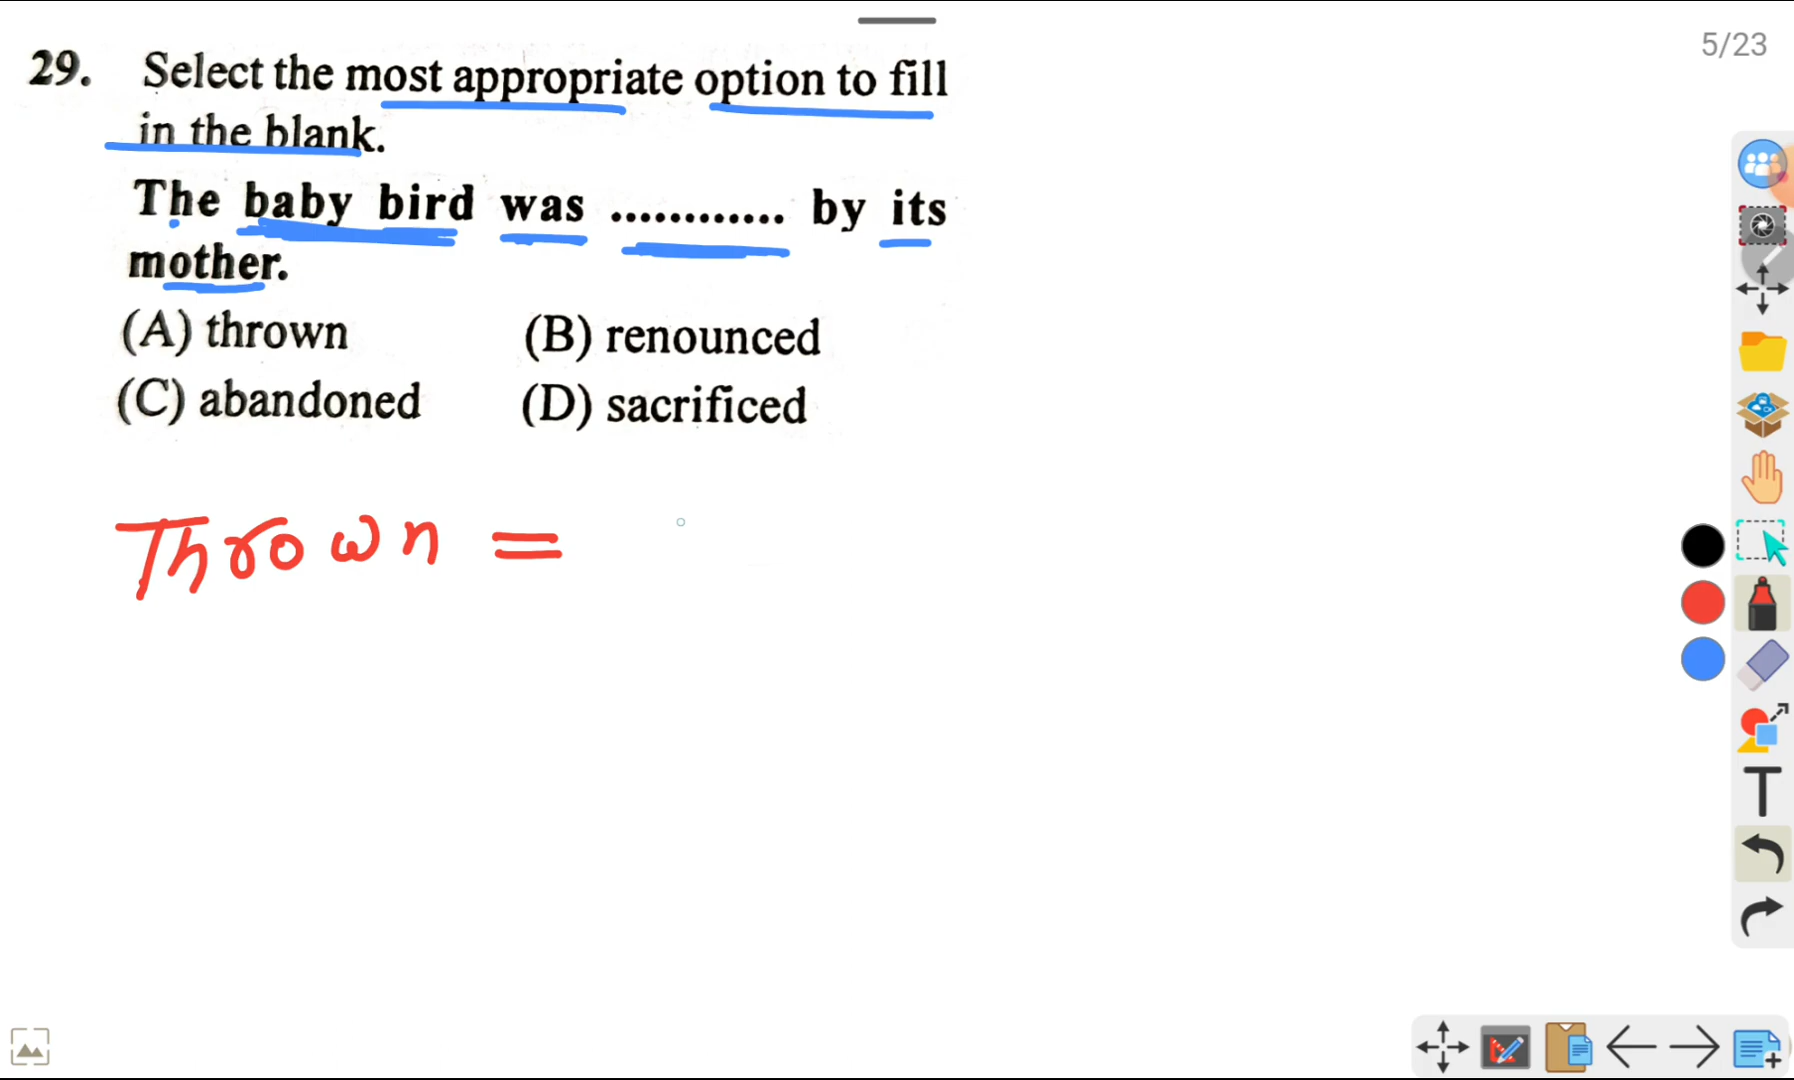 5/23
29. Select the most appropriate option to fill
in the blank.
The baby bird was ............ by its
mother.
(A) thrown (B) renounced
(C) abandoned (D) sacrificed
Thrown =
T